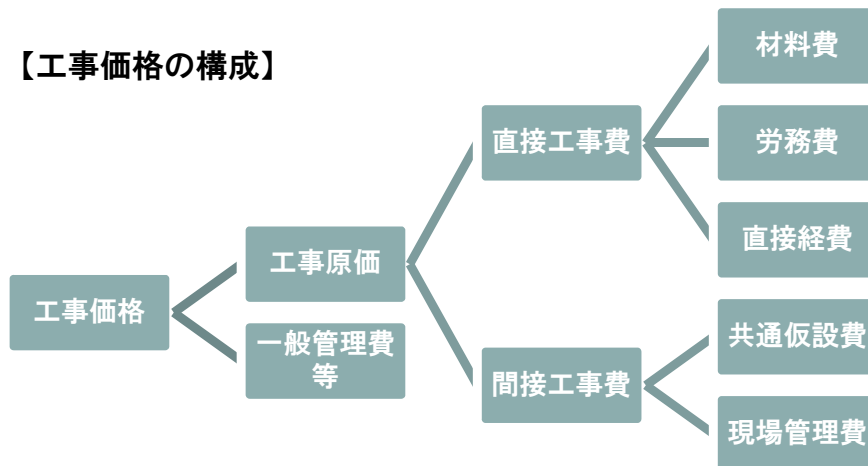 【工事価格の構成】
工事価格
工事原価
一般管理費
等
直接工事費
間接工事費
材料費
労務費
直接経費
共通仮設費
現場管理費